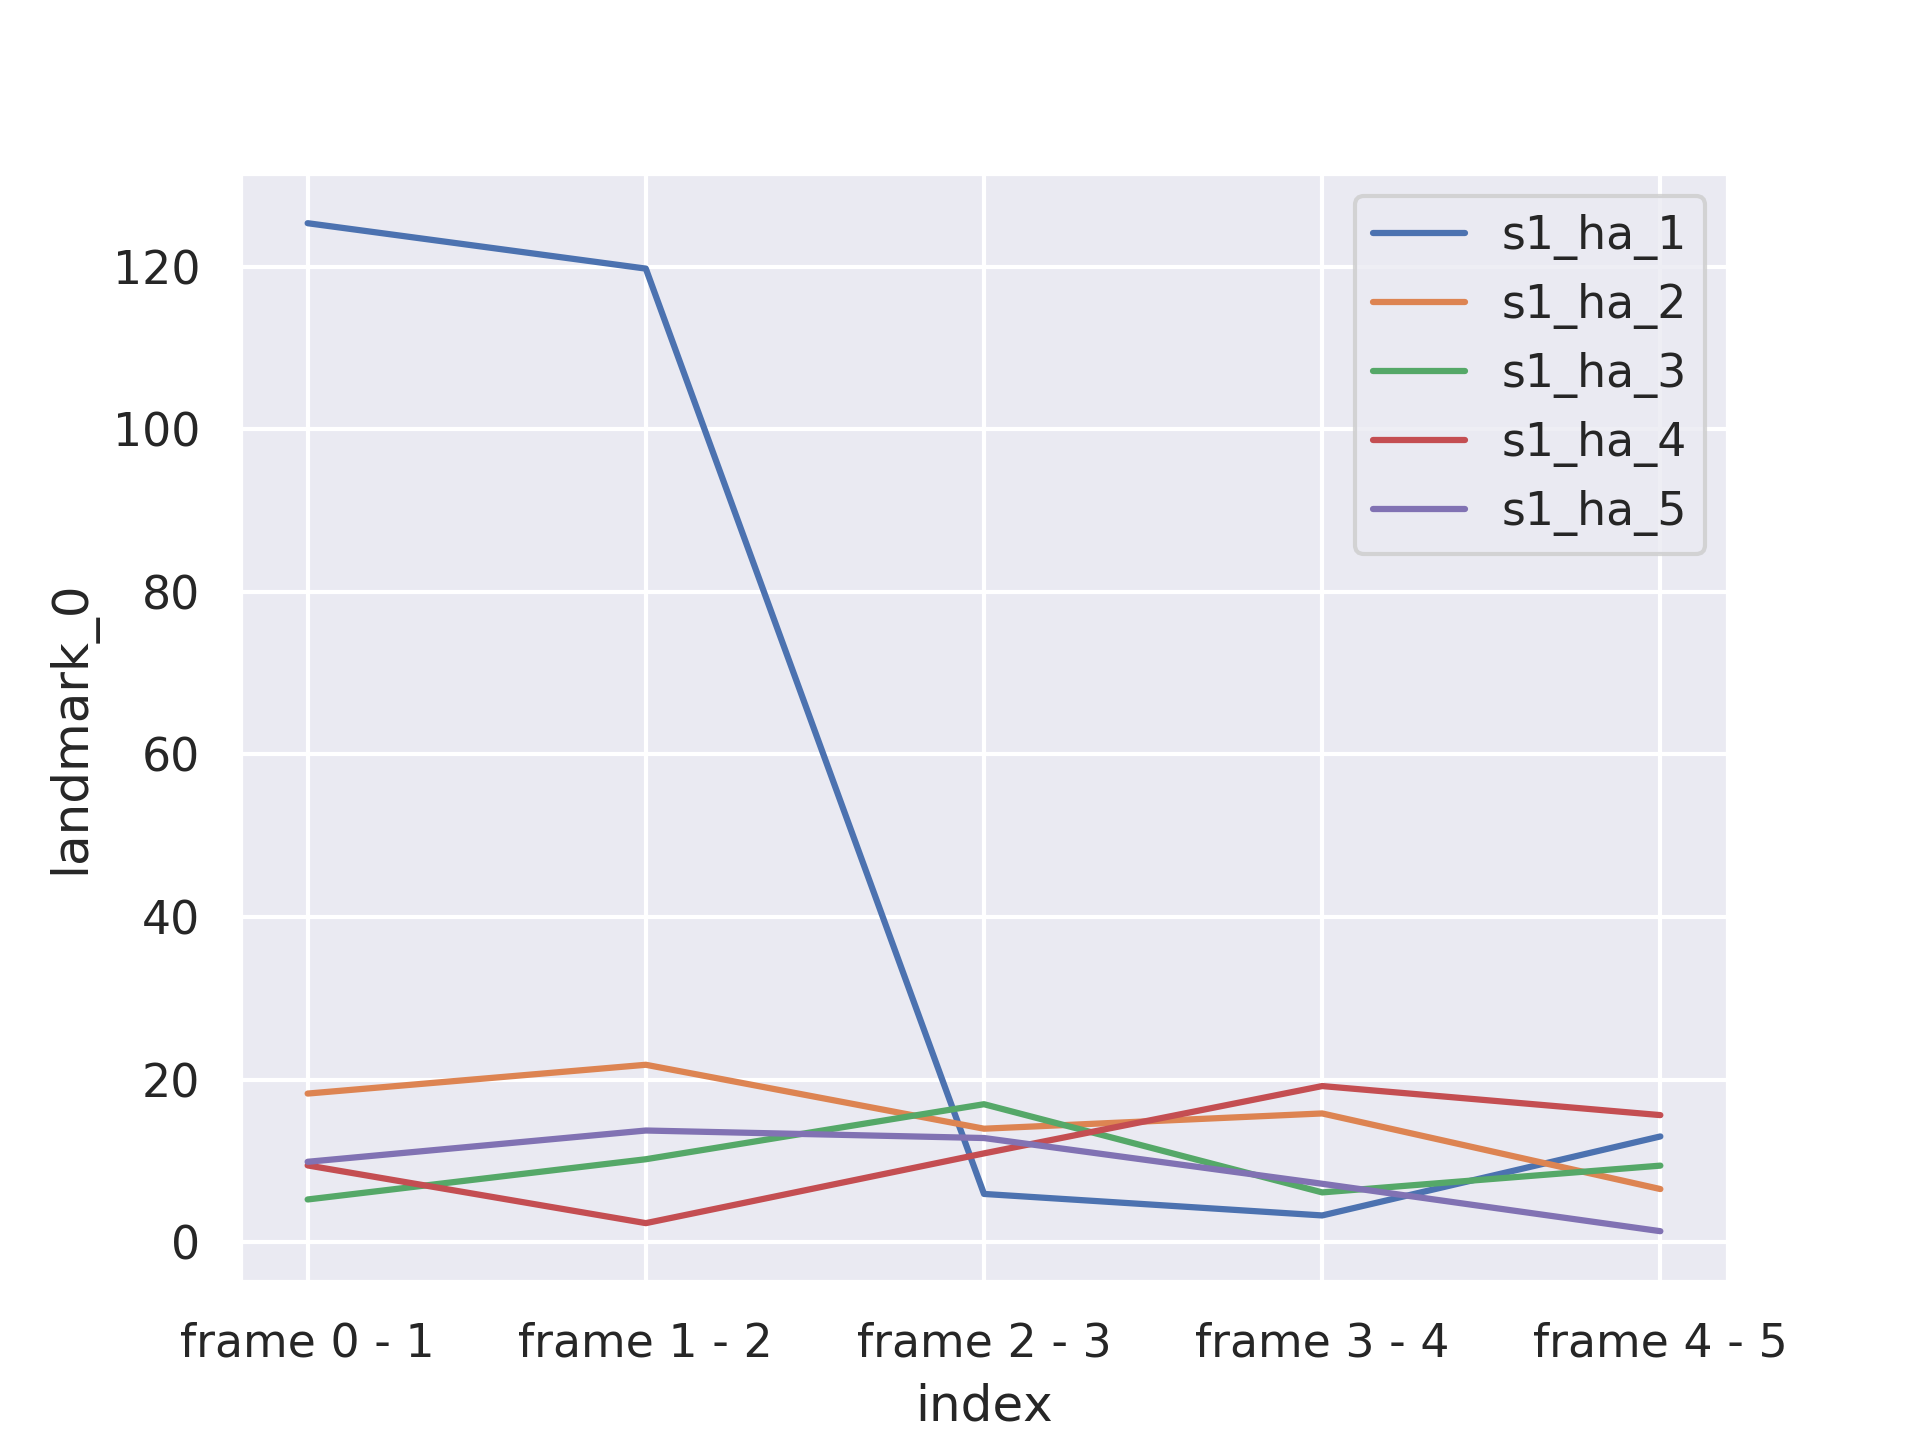 s1_ha_1
s1_ha_2
s1_ha_3
s1_ha_4
s1_ha_5
120
100
80
60
40
20
0
landmark_0
frame 0 - 1
frame 1 - 2
frame 2 - 3
frame 3 - 4
frame 4 - 5
index